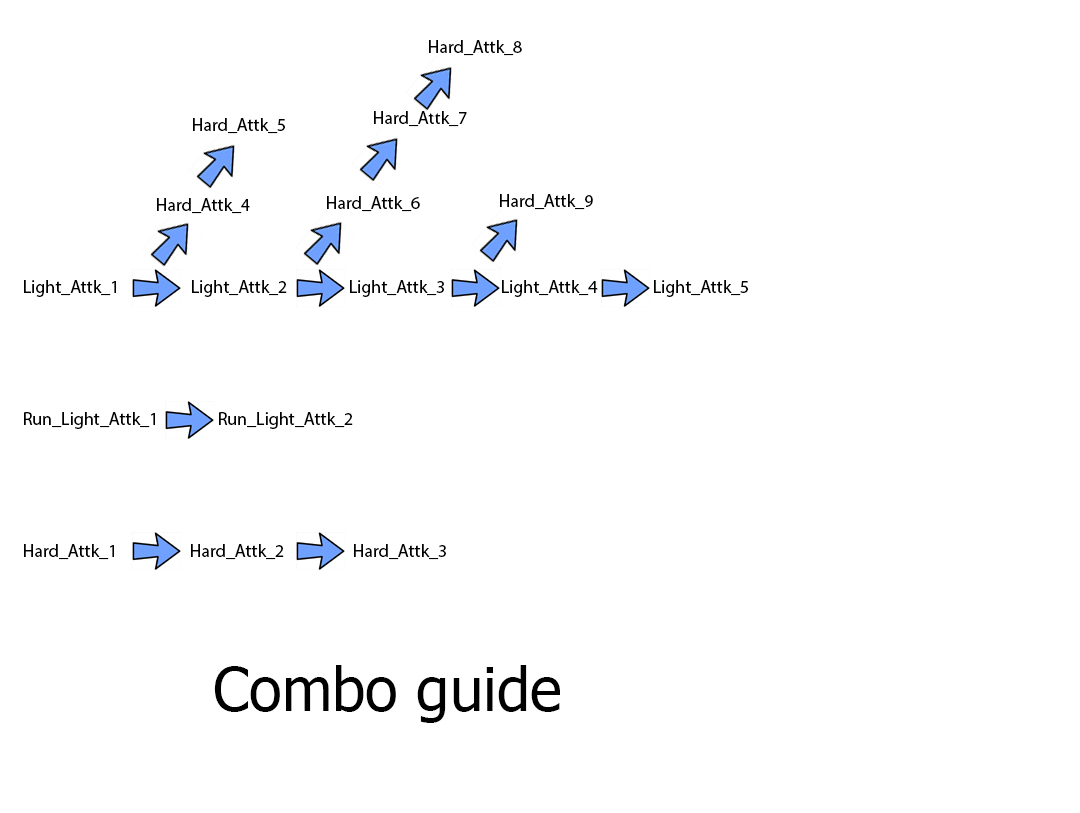 Hard_Attk_8
Hard_Attk_7
Hard_Attk_5
Hard_Attk_4
Hard_Attk_6
Hard_Attk_9
Light_Attk_1 Light_Attk_2 Light_Attk_3 Light_Attk_4 Light_Attk_5
Run_Light_Attk_1 Run_Light_Attk_2
Hard_Attk_1 Hard_Attk_2 Hard_Attk_3
Combo guide